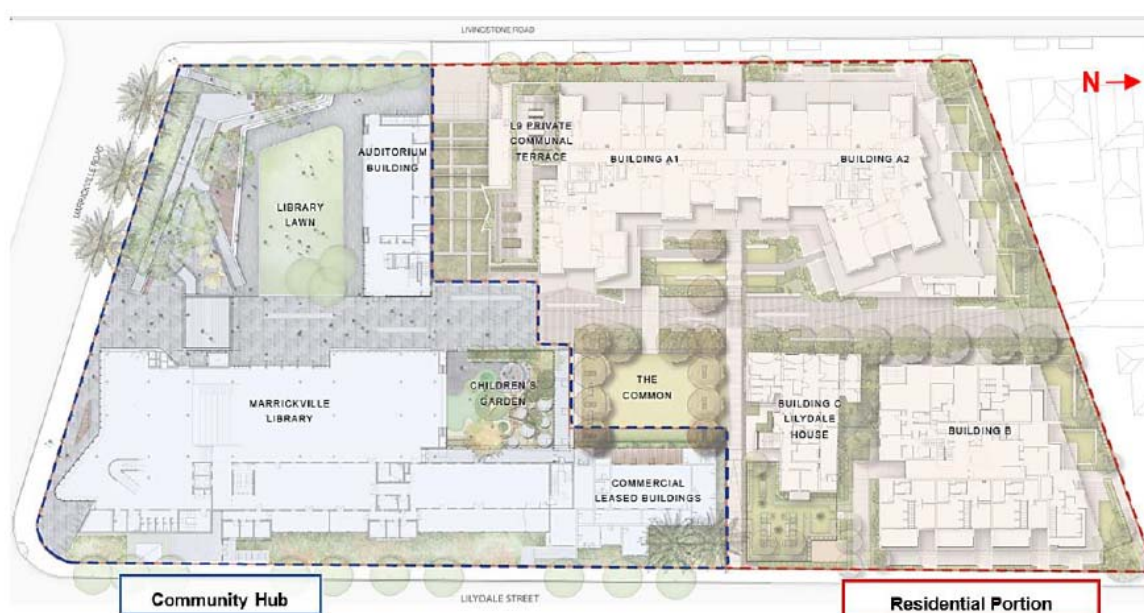 LIVINGSTONE ROAD
N
MARRICKVILLE ROAD
AUDITORIUM
BUILDING
L9 PRIVATE
COMMUNAL
TERRACE
BUILDING A1
BUILDING A2
LIBRARY
LAWN
MARRICKVILLE
LIBRARY
CHILDREN'S
GARDEN
THE
COMMON
BUILDING C
LILYDALE
HOUSE
BUILDING B
COMMERCIAL
LEASED BUILDINGS
Community Hub
LILYDALE STREET
Residential Portion